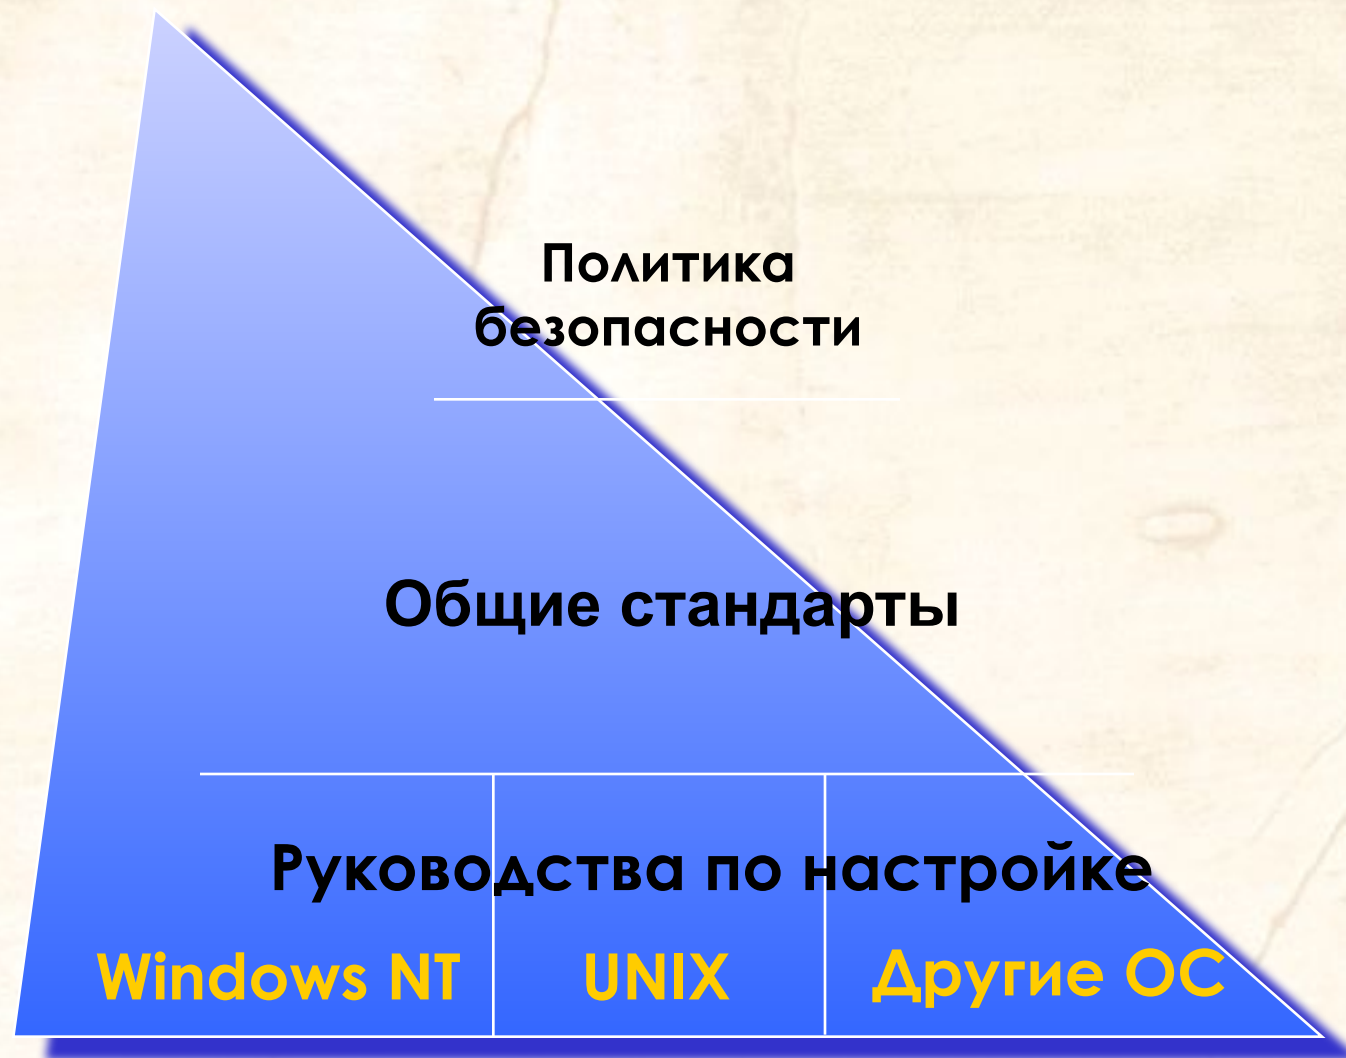 Политика
безопасности
Общие стандарты
Руководства по настройке
Windows NT UNIX Другие ОС